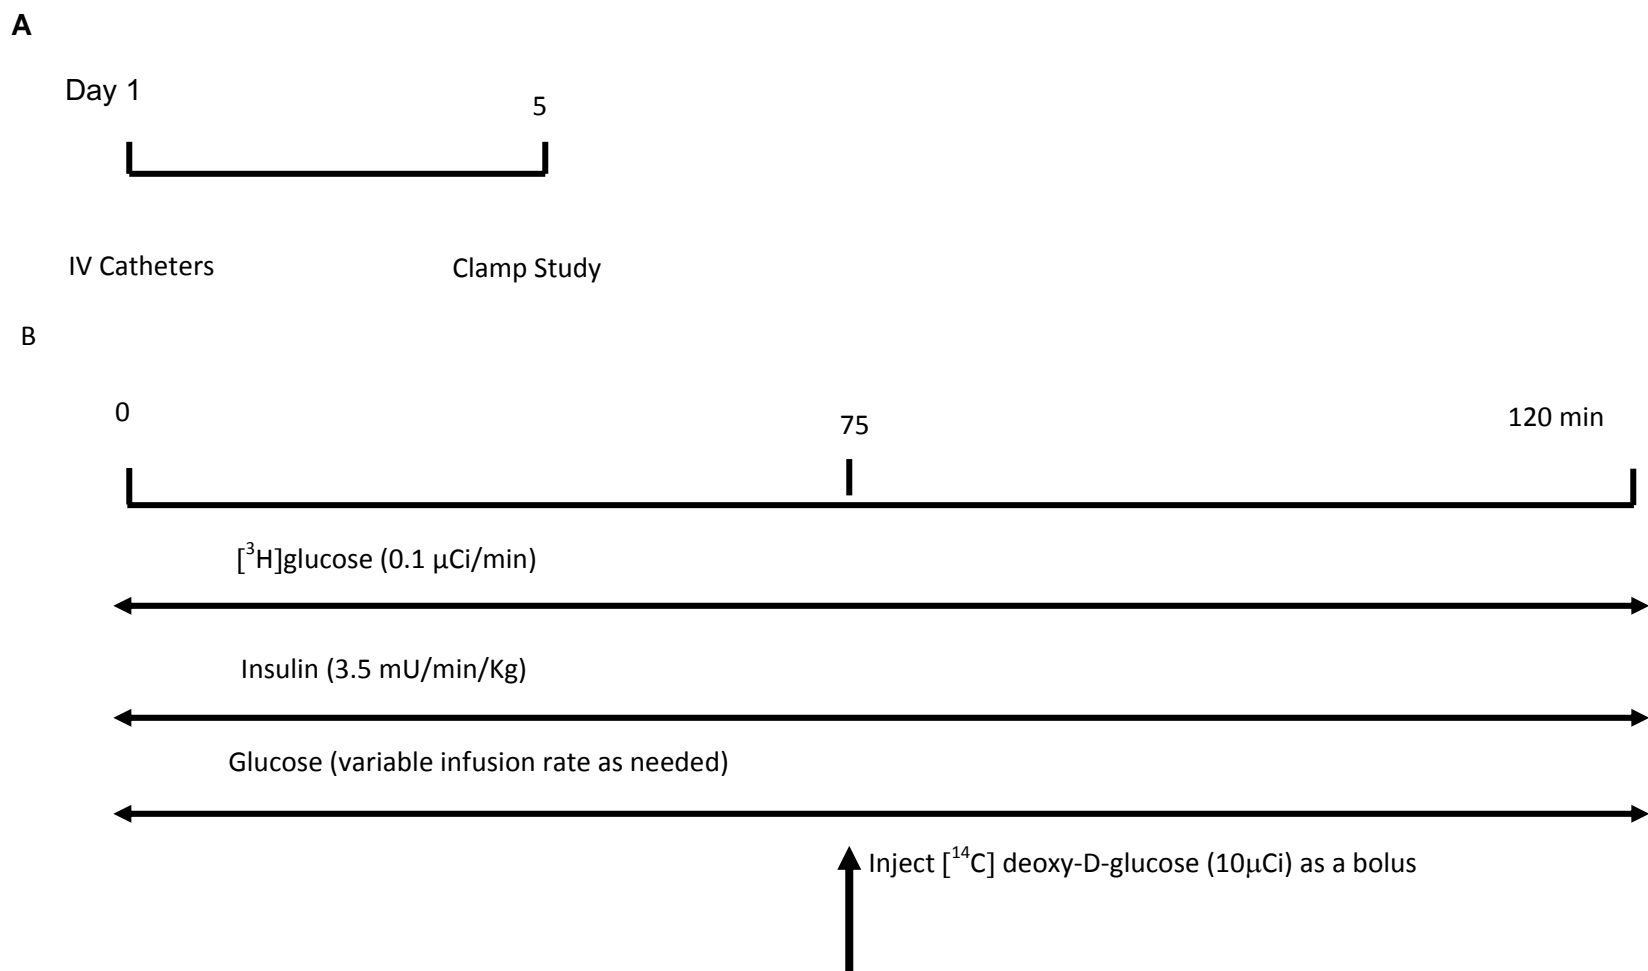 A
Day 1
5
IV Catheters
Clamp Study
B
0
75
120 min
[³H]glucose (0.1 µCi/min)
Insulin (3.5 mU/min/Kg)
Glucose (variable infusion rate as needed)
Inject [¹⁴C] deoxy-D-glucose (10µCi) as a bolus